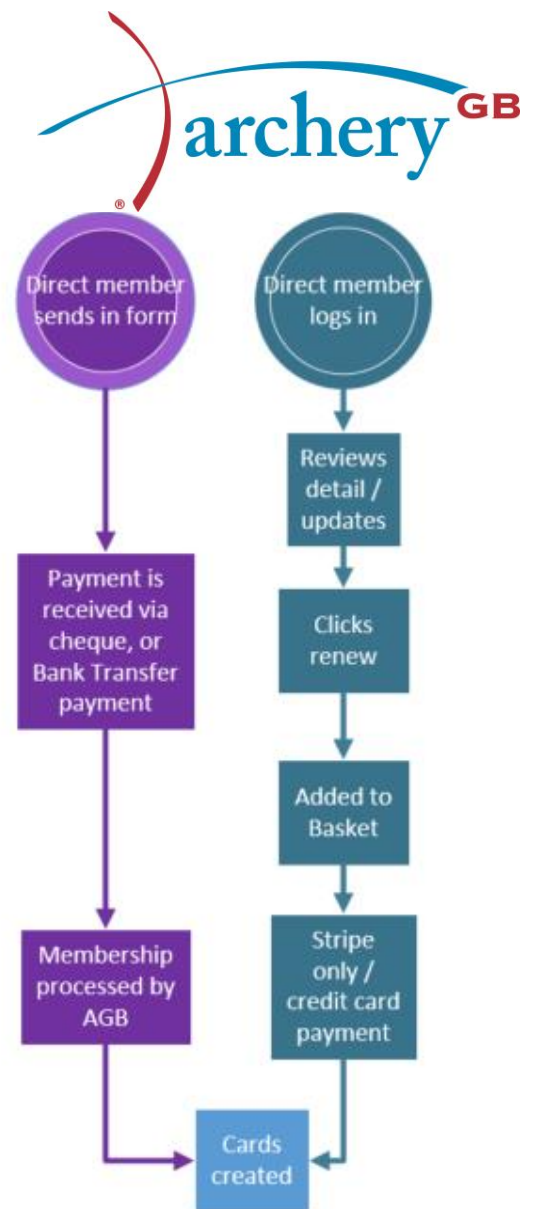 archery GB
®
Direct member
sends in form
Payment is
received via
cheque, or
Bank Transfer
payment
Membership
processed by
AGB
Direct member
logs in
Reviews
detail /
updates
Clicks
renew
Added to
Basket
Stripe
only /
credit card
payment
Cards
created